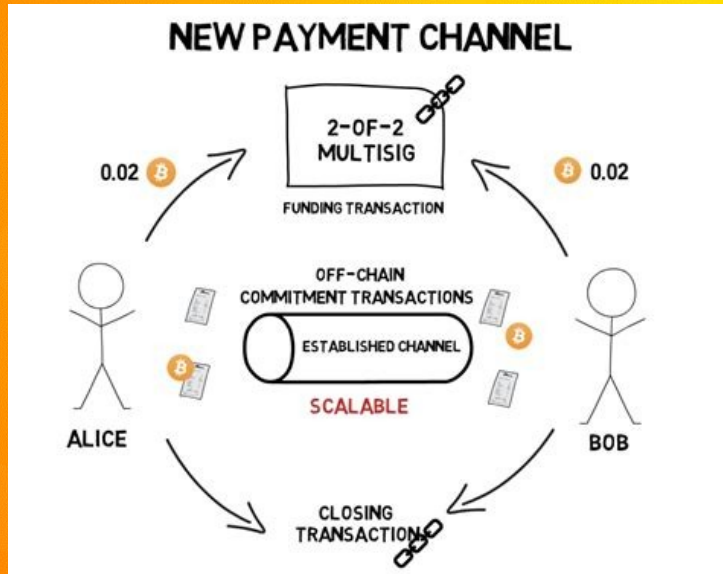 NEW PAYMENT CHANNEL
2-OF-2
MULTISIG
0.02
0.02
FUNDING TRANSACTION
OFF-CHAIN
COMMITMENT TRANSACTIONS
ESTABLISHED CHANNEL
SCALABLE
ALICE
BOB
CLOSING
TRANSACTION